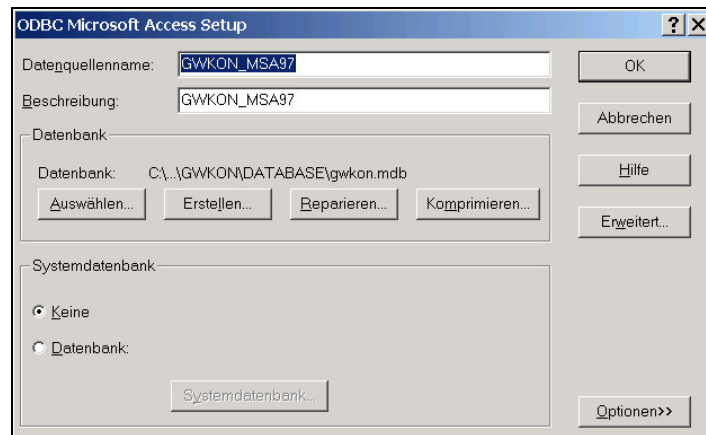 ODBC Microsoft Access Setup
Datenquellenname: GWKON_MSA97
OK
Beschreibung: GWKON_MSA97
Abbrechen
Datenbank
Datenbank: C:\...\GWKON\DATABASE\gwkon.mdb
Hilfe
Auswählen... Erstellen... Reparieren... Komprimieren...
Erweitert...
Systemdatenbank
Keine
Datenbank:
Systemdatenbank...
Optionen>>